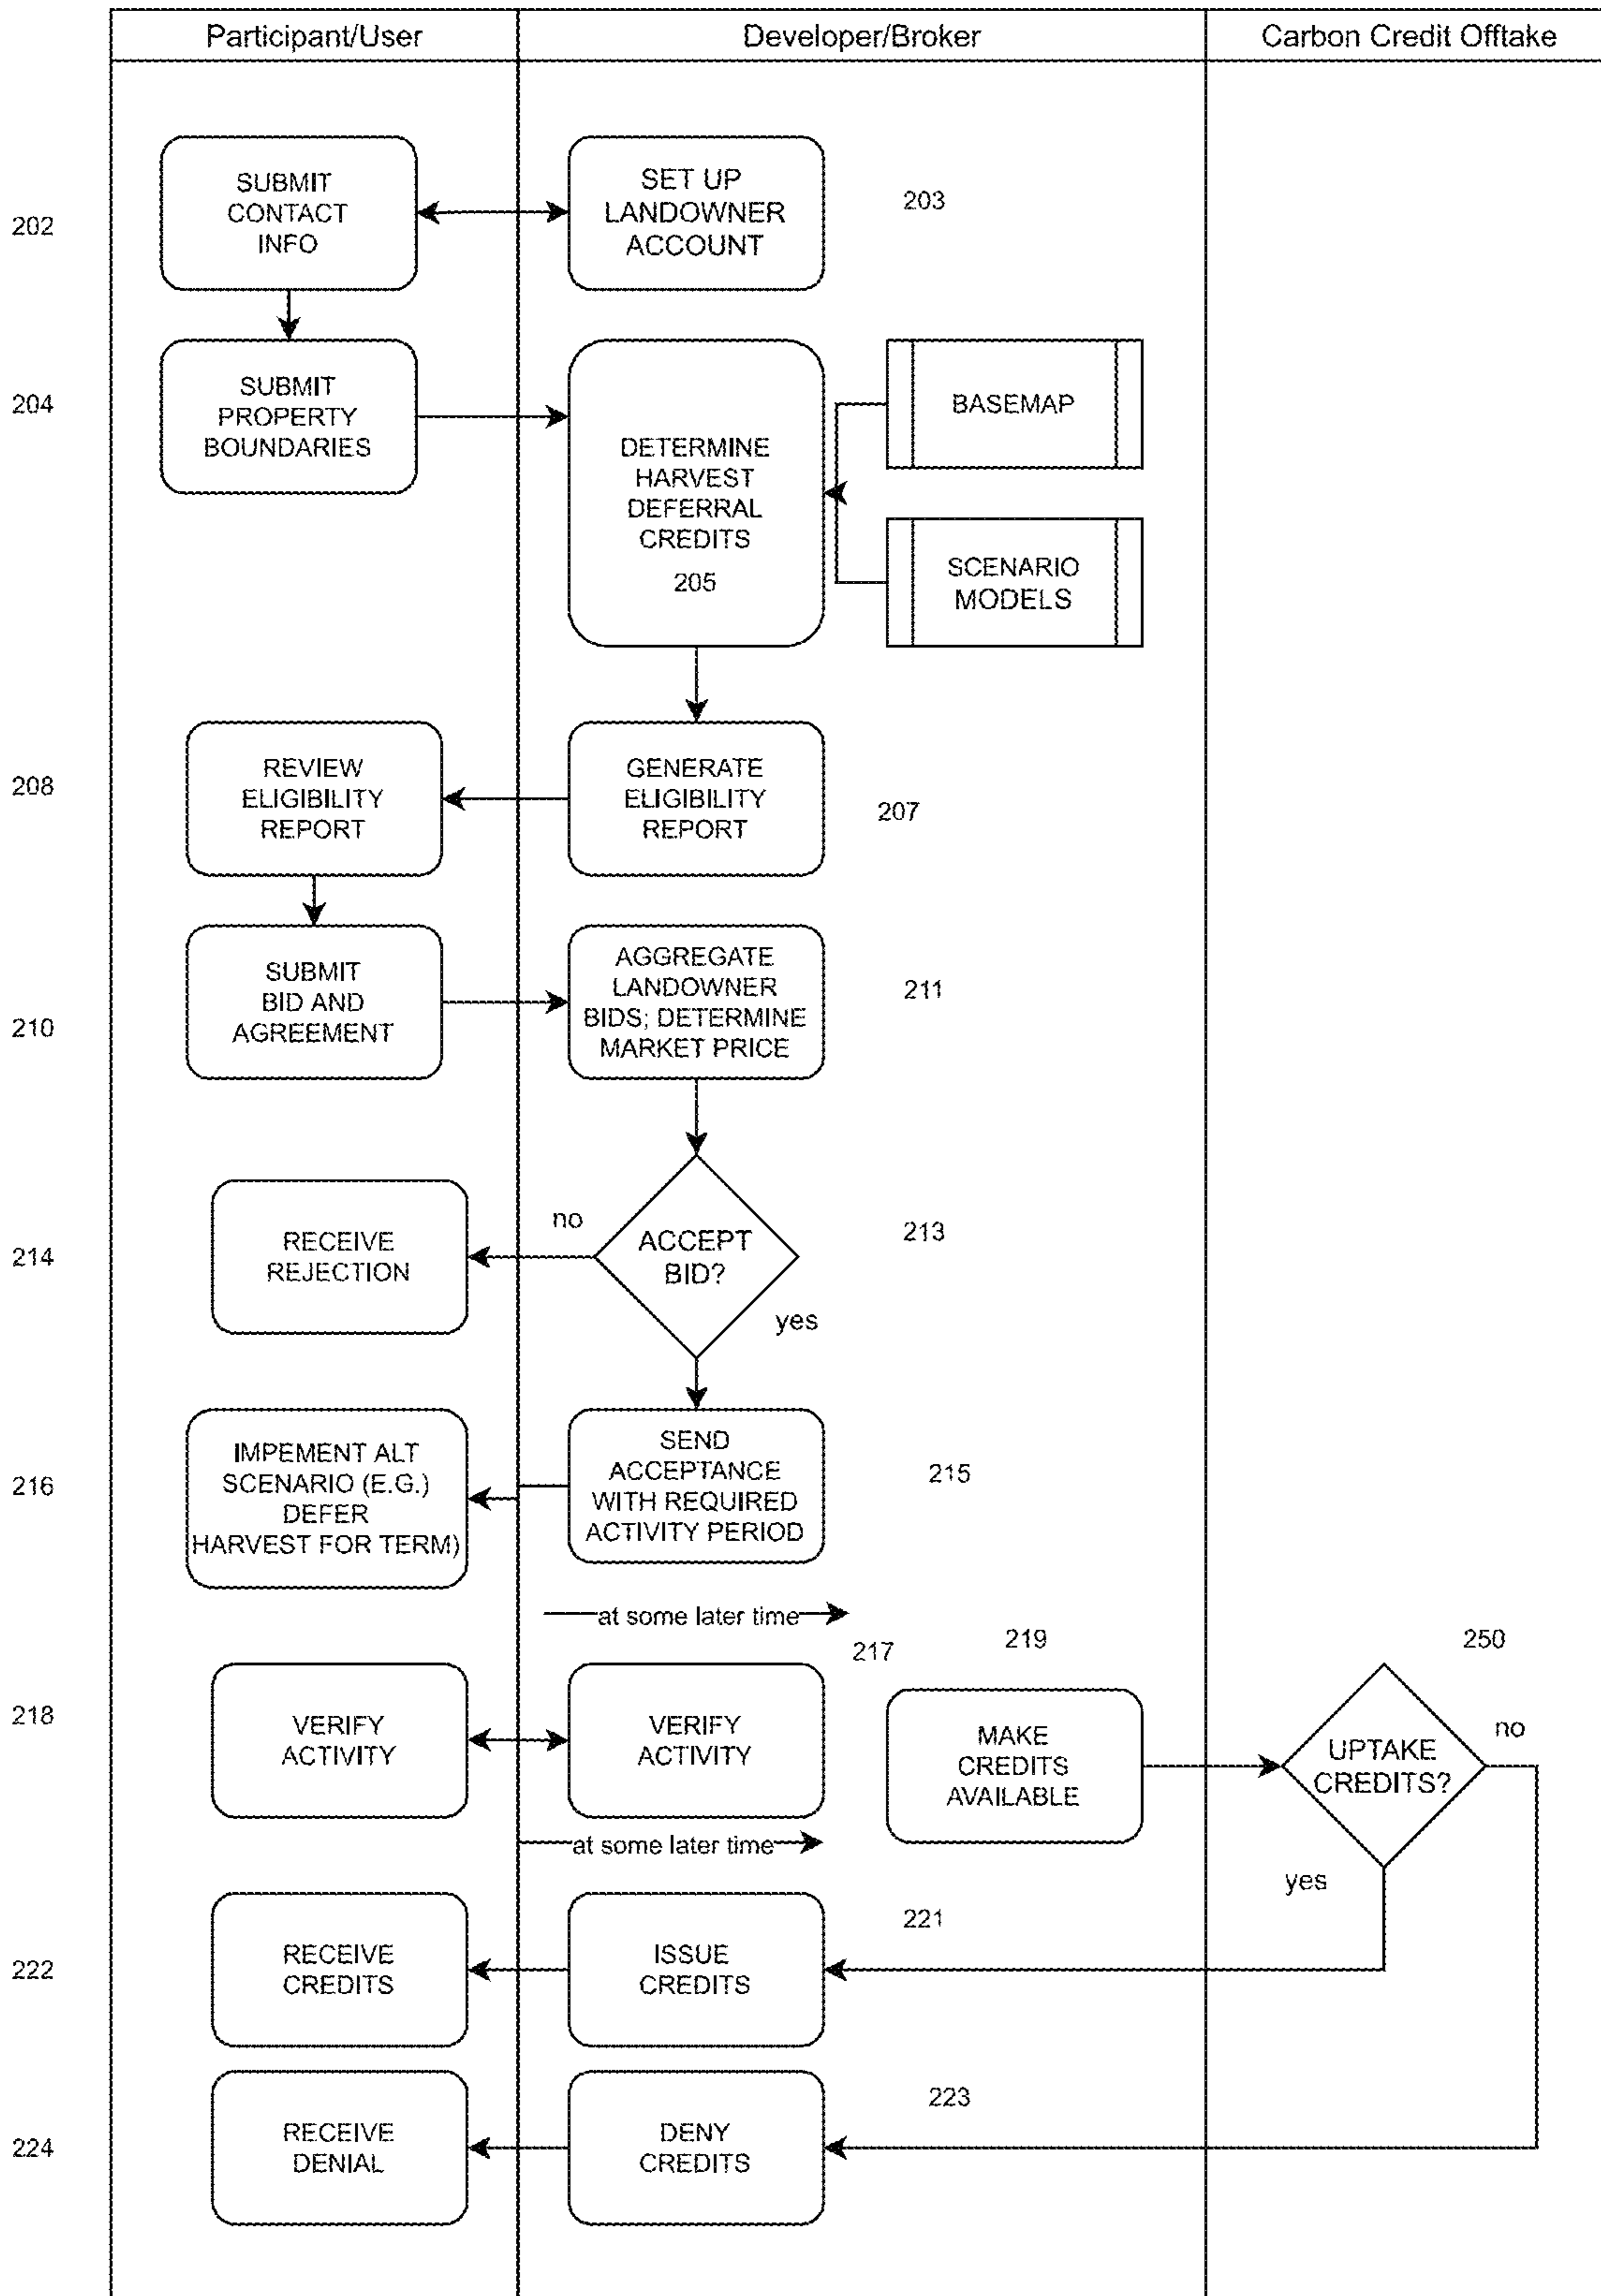 Participant/User
Developer/Broker
Carbon Credit Offtake
202
SUBMIT
CONTACT
INFO
SET UP
LANDOWNER
ACCOUNT
203
204
SUBMIT
PROPERTY
BOUNDARIES
DETERMINE
HARVEST
DEFERRAL
CREDITS
205
BASEMAP
SCENARIO
MODELS
208
REVIEW
ELIGIBILITY
REPORT
GENERATE
ELIGIBILITY
REPORT
207
210
SUBMIT
BID AND
AGREEMENT
AGGREGATE
LANDOWNER
BIDS; DETERMINE
MARKET PRICE
211
214
RECEIVE
REJECTION
no
ACCEPT
BID?
yes
213
216
IMPEMENT ALT
SCENARIO (E.G.)
DEFER
HARVEST FOR TERM)
SEND
ACCEPTANCE
WITH REQUIRED
ACTIVITY PERIOD
215
at some later time
217
219
250
218
VERIFY
ACTIVITY
VERIFY
ACTIVITY
MAKE
CREDITS
AVAILABLE
UPTAKE
CREDITS?
no
yes
at some later time
222
RECEIVE
CREDITS
ISSUE
CREDITS
221
224
RECEIVE
DENIAL
DENY
CREDITS
223